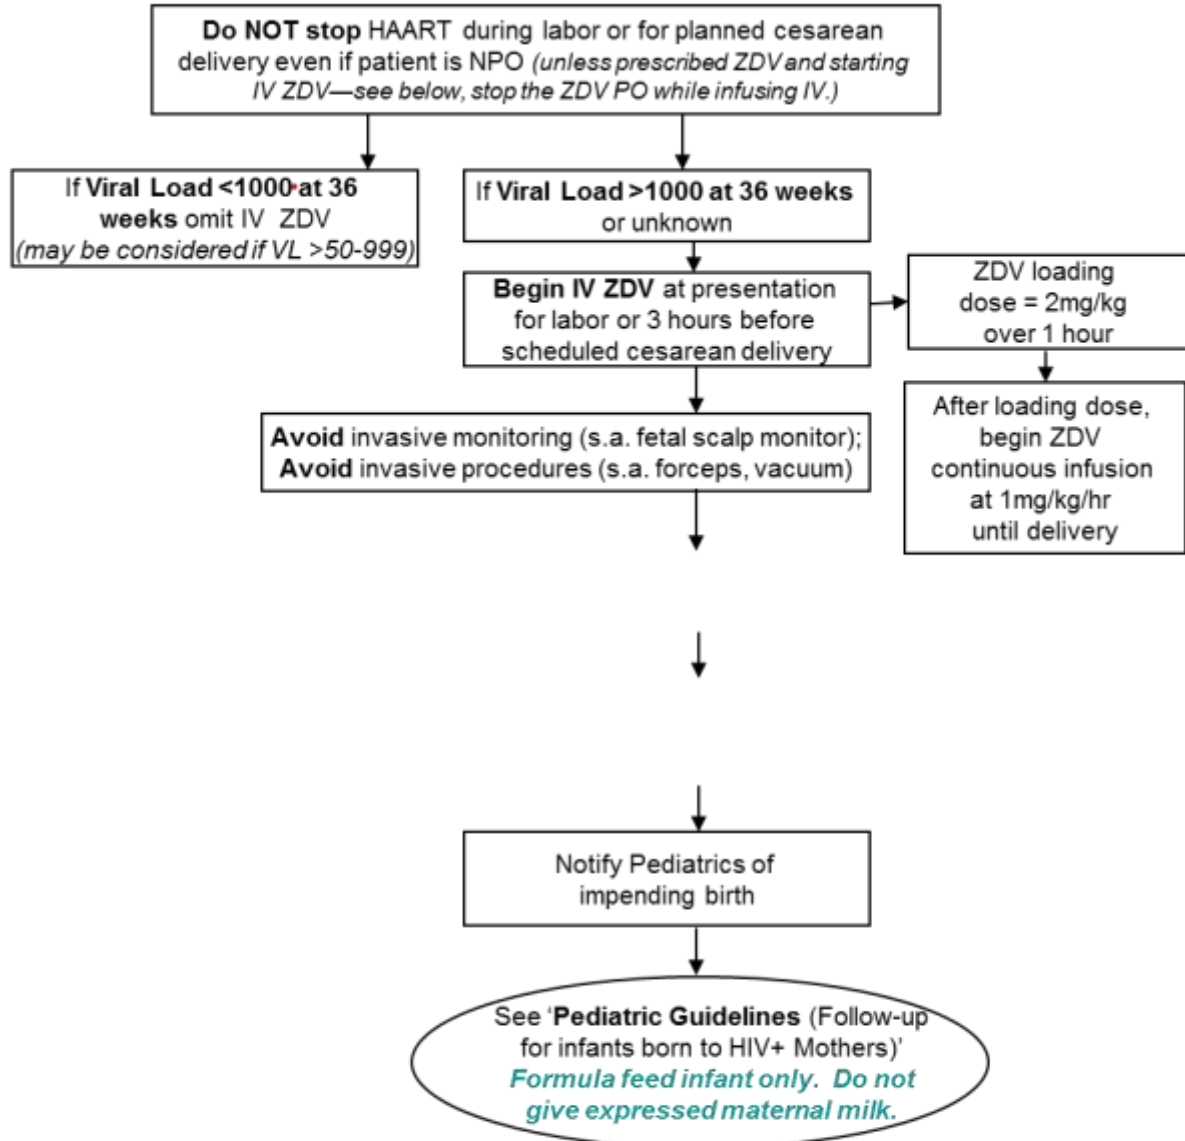 Do NOT stop HAART during labor or for planned cesarean
delivery even if patient is NPO (unless prescribed ZDV and starting
IV ZDV—see below, stop the ZDV PO while infusing IV.)
If Viral Load <1000 at 36
weeks omit IV ZDV
(may be considered if VL >50-999)
If Viral Load >1000 at 36 weeks
or unknown
Begin IV ZDV at presentation
for labor or 3 hours before
scheduled cesarean delivery
ZDV loading
dose = 2mg/kg
over 1 hour
After loading dose,
begin ZDV
continuous infusion
at 1mg/kg/hr
until delivery
Avoid invasive monitoring (s.a. fetal scalp monitor);
Avoid invasive procedures (s.a. forceps, vacuum)
Notify Pediatrics of
impending birth
See ‘Pediatric Guidelines (Follow-up
for infants born to HIV+ Mothers)’
Formula feed infant only. Do not
give expressed maternal milk.